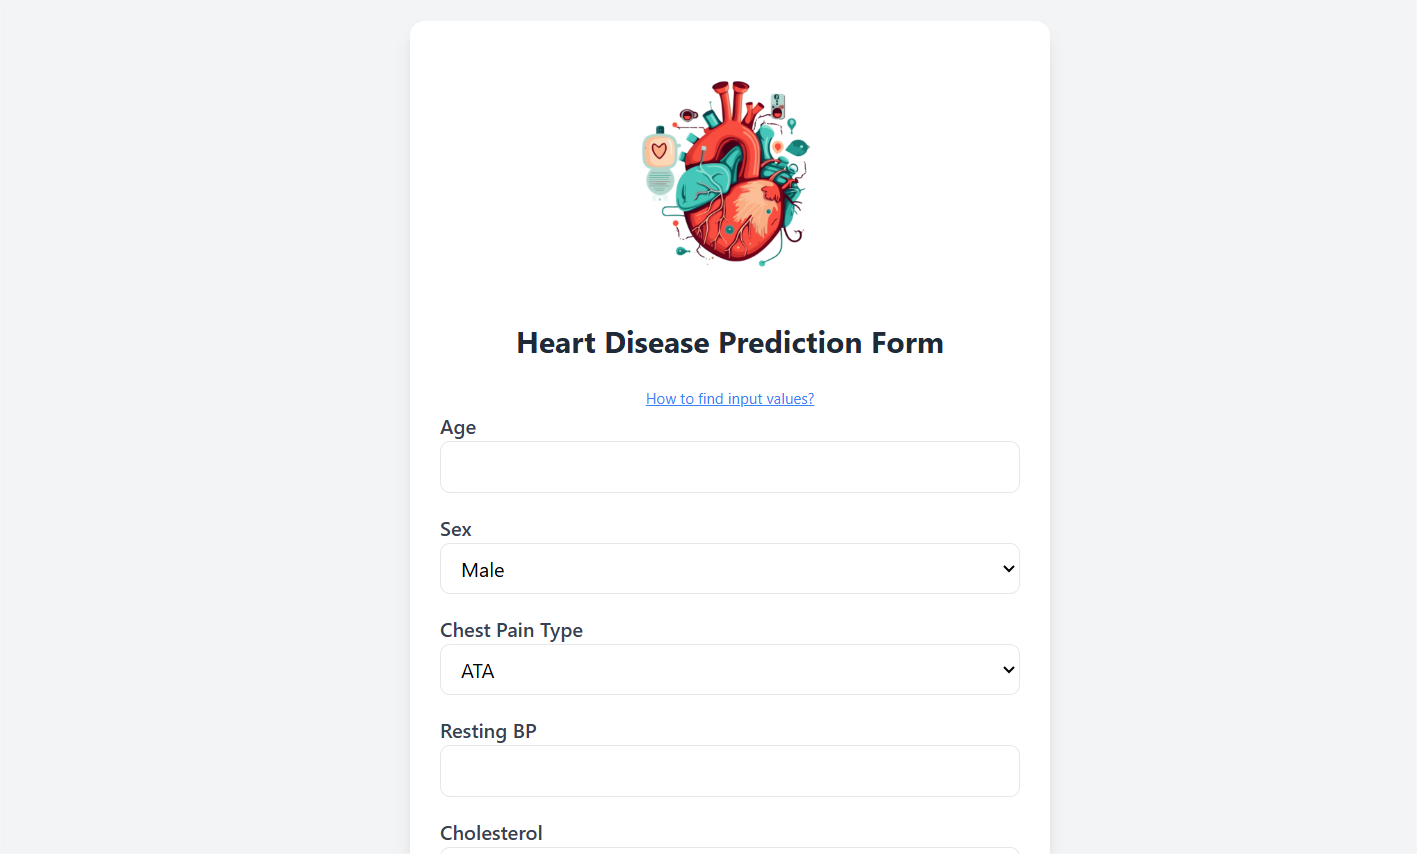 Heart Disease Prediction Form
How to find input values?
Age
Sex
Male
Chest Pain Type
ATA
Resting BP
Cholesterol